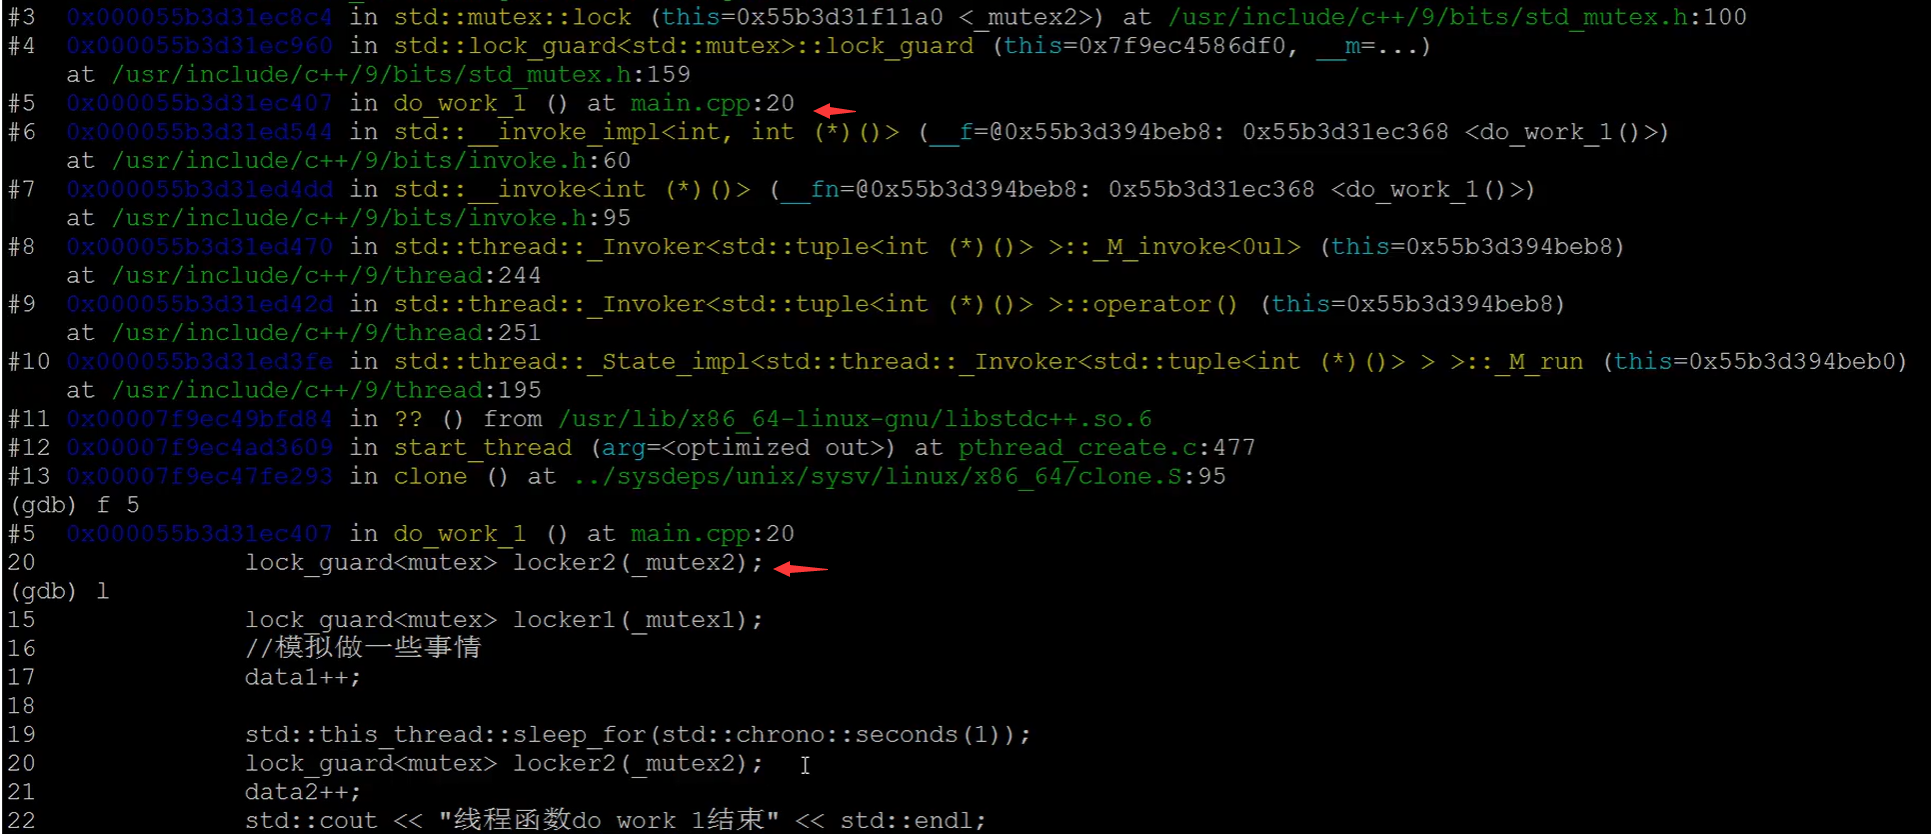 #3  0x000055b3d31ec8c4 in std::mutex::lock (this=0x55b3d31f11a0 <_mutex2>) at /usr/include/c++/9/bits/std_mutex.h:100
#4  0x000055b3d31ec960 in std::lock_guard<std::mutex>::lock_guard (this=0x7f9ec4586df0, __m=...)
    at /usr/include/c++/9/bits/std_mutex.h:159
#5  0x000055b3d31ec407 in do_work_1 () at main.cpp:20
#6  0x000055b3d31ed544 in std::__invoke_impl<int, int (*)()> (__f=@0x55b3d394beb8: 0x55b3d31ec368 <do_work_1()>)
    at /usr/include/c++/9/bits/invoke.h:60
#7  0x000055b3d31ed4dd in std::__invoke<int (*)()> (__fn=@0x55b3d394beb8: 0x55b3d31ec368 <do_work_1()>)
    at /usr/include/c++/9/bits/invoke.h:95
#8  0x000055b3d31ed470 in std::thread::_Invoker<std::tuple<int (*)()> >::_M_invoke<0ul> (this=0x55b3d394beb8)
    at /usr/include/c++/9/thread:244
#9  0x000055b3d31ed42d in std::thread::_Invoker<std::tuple<int (*)()> >::operator() (this=0x55b3d394beb8)
    at /usr/include/c++/9/thread:251
#10 0x000055b3d31ed3fe in std::thread::_State_impl<std::thread::_Invoker<std::tuple<int (*)()> > >::_M_run (this=0x55b3d394beb0)
    at /usr/include/c++/9/thread:195
#11 0x00007f9ec49bfd84 in ?? () from /usr/lib/x86_64-linux-gnu/libstdc++.so.6
#12 0x00007f9ec4ad3609 in start_thread (arg=<optimized out>) at pthread_create.c:477
#13 0x00007f9ec47fe293 in clone () at ../sysdeps/unix/sysv/linux/x86_64/clone.S:95
(gdb) f 5
#5  0x000055b3d31ec407 in do_work_1 () at main.cpp:20
20              lock_guard<mutex> locker2(_mutex2);
(gdb) l
15              lock_guard<mutex> locker1(_mutex1);
16              //模拟做一些事情
17              data1++;
18
19              std::this_thread::sleep_for(std::chrono::seconds(1));
20              lock_guard<mutex> locker2(_mutex2);
21              data2++;
22              std::cout << "线程函数do_work_1结束" << std::endl;